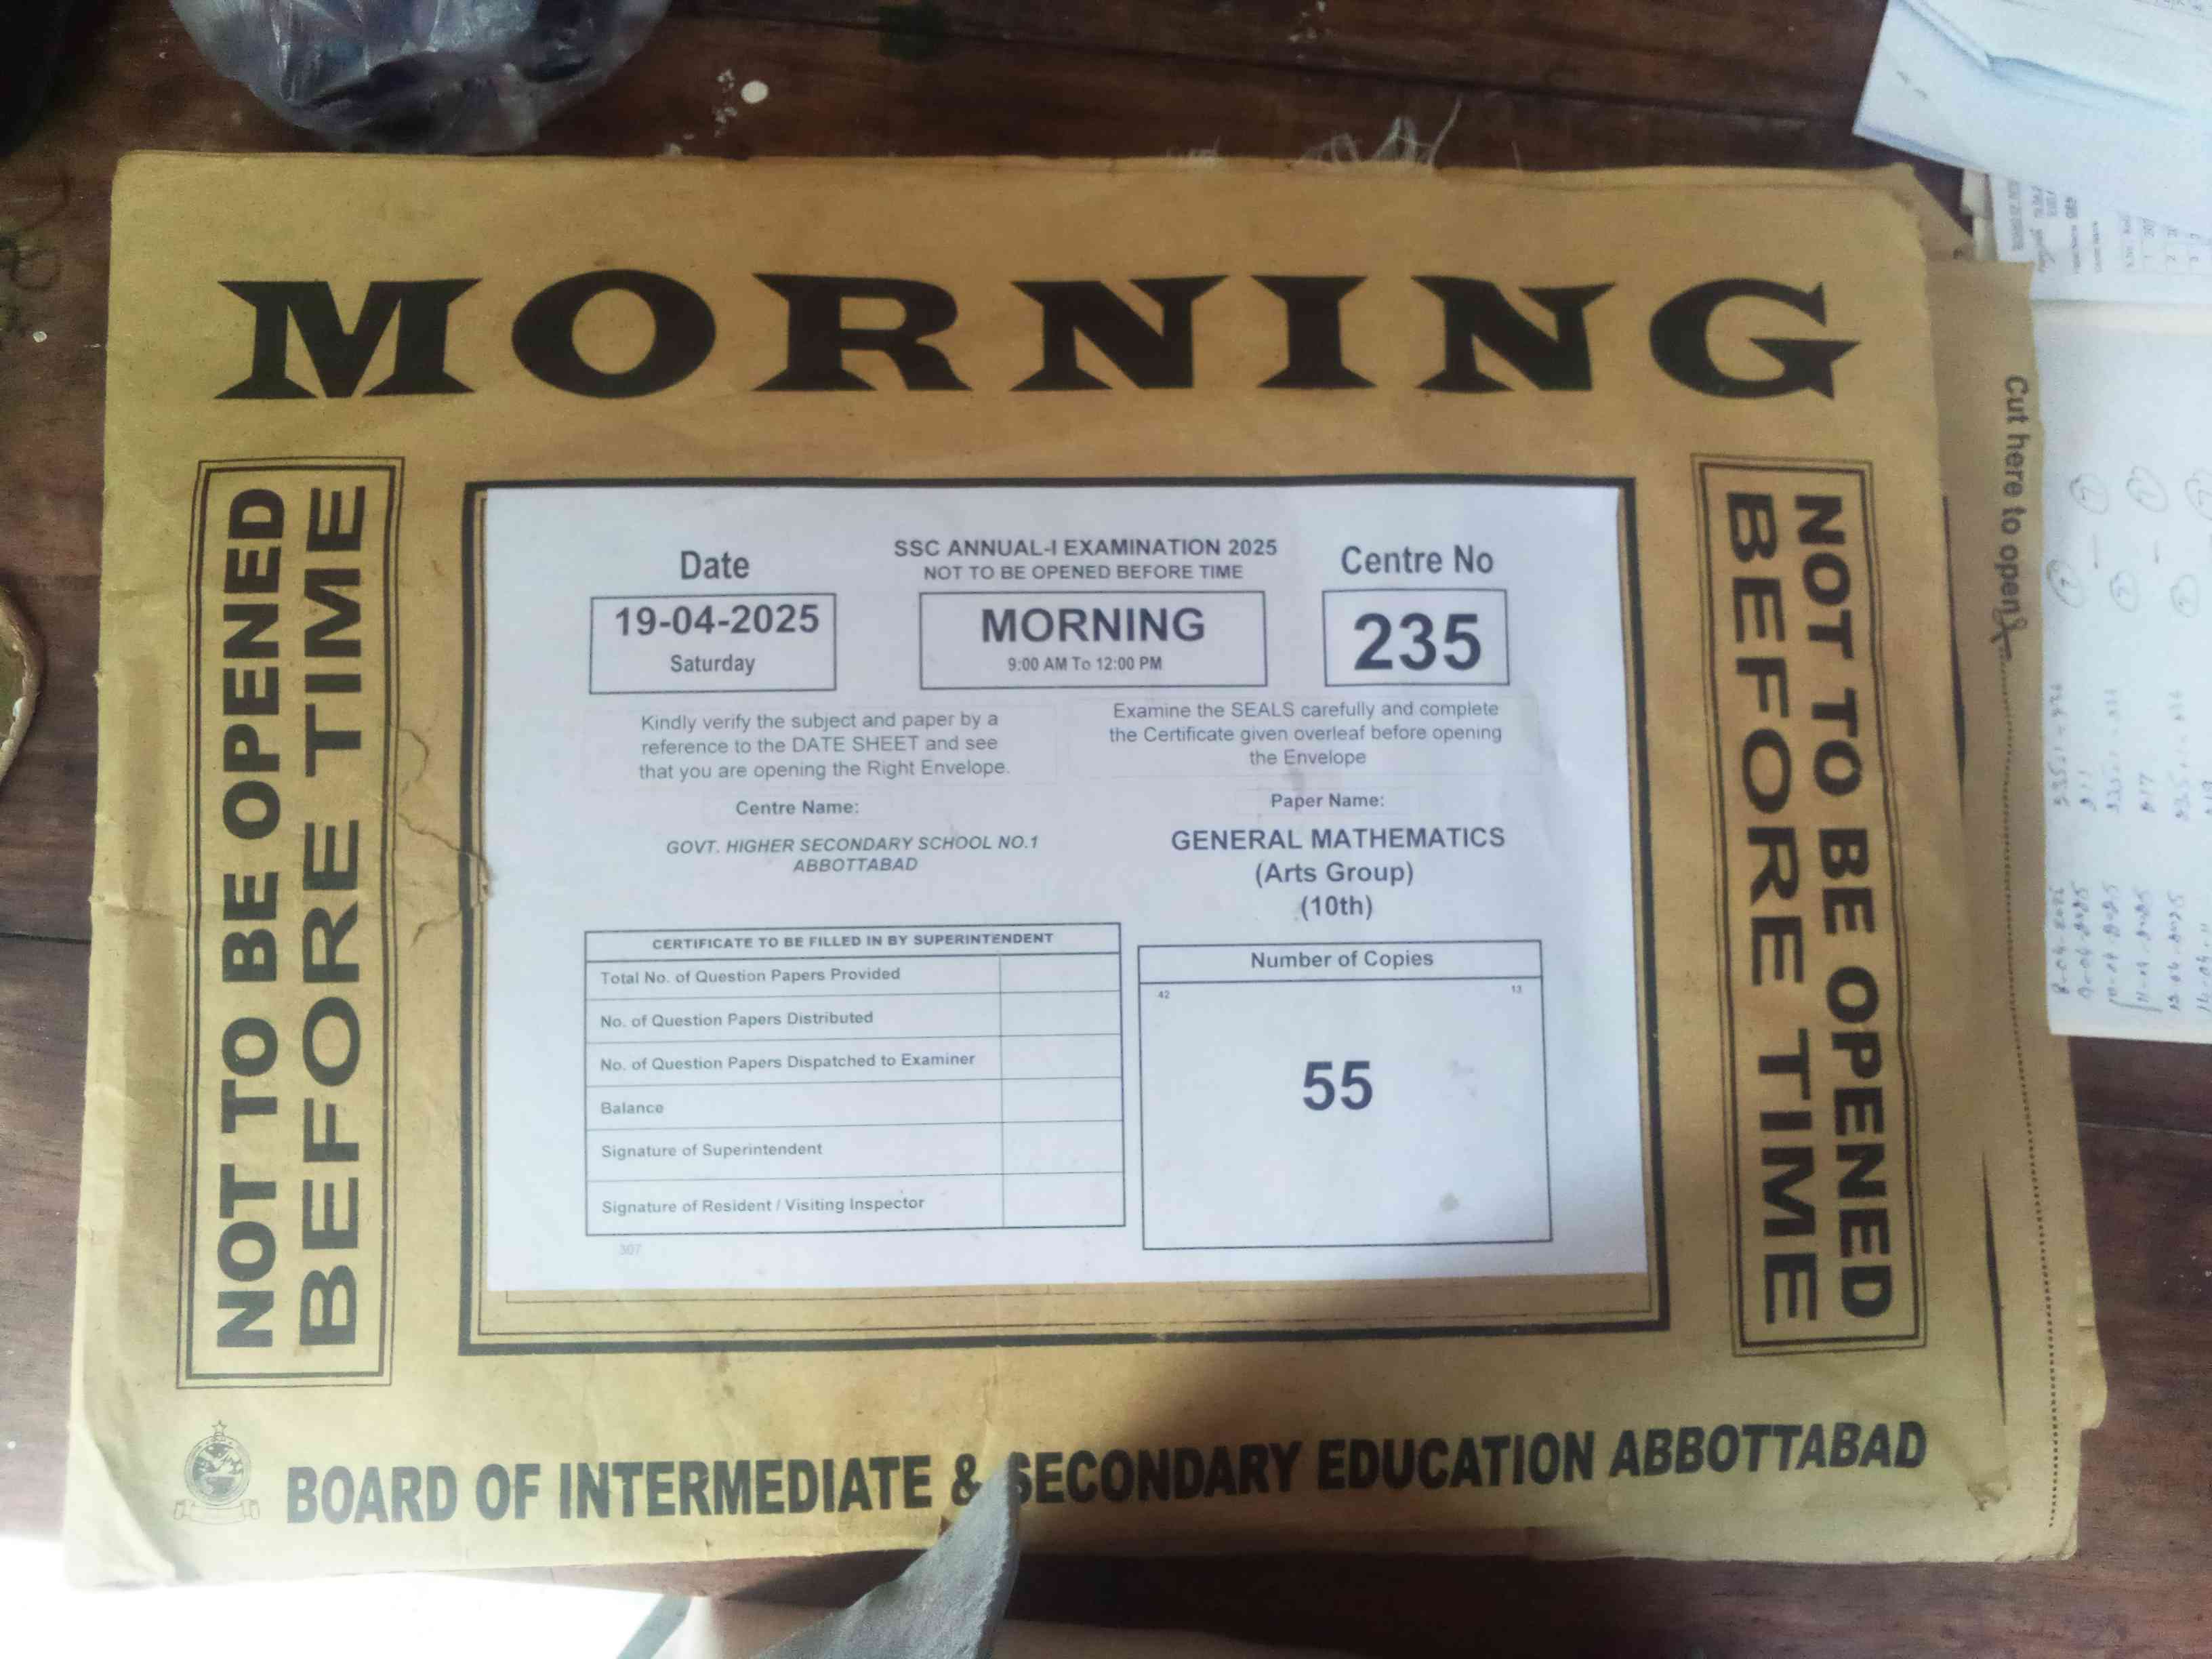 MORNING
NOT TO BE OPENED
BEFORE TIME
Date
19-04-2025
Saturday
SSC ANNUAL-I EXAMINATION 2025
NOT TO BE OPENED BEFORE TIME
MORNING
9:00 AM To 12:00 PM
Centre No
235
Kindly verify the subject and paper by a
reference to the DATE SHEET and see
that you are opening the Right Envelope.
Examine the SEALS carefully and complete
the Certificate given overleaf before opening
the Envelope
Centre Name:
GOVT. HIGHER SECONDARY SCHOOL NO.1
ABBOTTABAD
Paper Name:
GENERAL MATHEMATICS
(Arts Group)
(10th)
CERTIFICATE TO BE FILLED IN BY SUPERINTENDENT
Total No. of Question Papers Provided
No. of Question Papers Distributed
No. of Question Papers Dispatched to Examiner
Balance
Signature of Superintendent
Signature of Resident / Visiting Inspector
307
Number of Copies
42 13
55
NOT TO BE OPENED
BEFORE TIME
Cut here to open
BOARD OF INTERMEDIATE & SECONDARY EDUCATION ABBOTTABAD